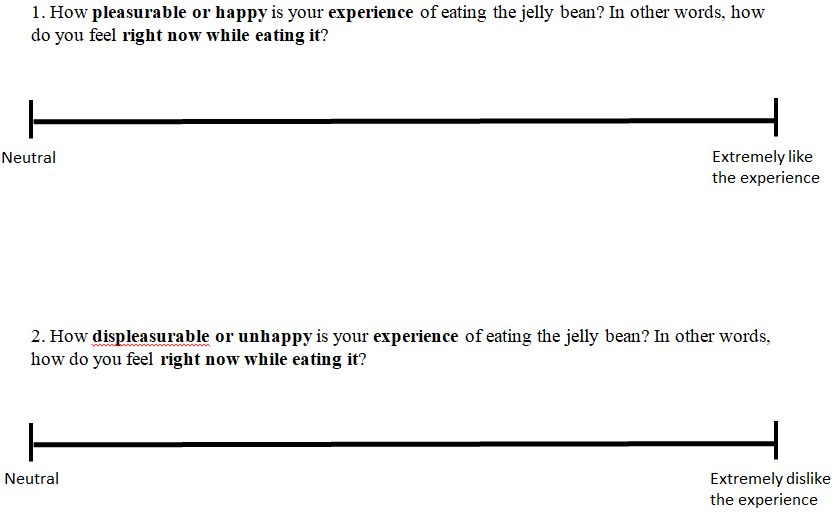 1. How pleasurable or happy is your experience of eating the jelly bean? In other words, how
do you feel right now while eating it?
Neutral
Extremely like
the experience
2. How displeasurable or unhappy is your experience of eating the jelly bean? In other words,
how do you feel right now while eating it?
Neutral
Extremely dislike
the experience